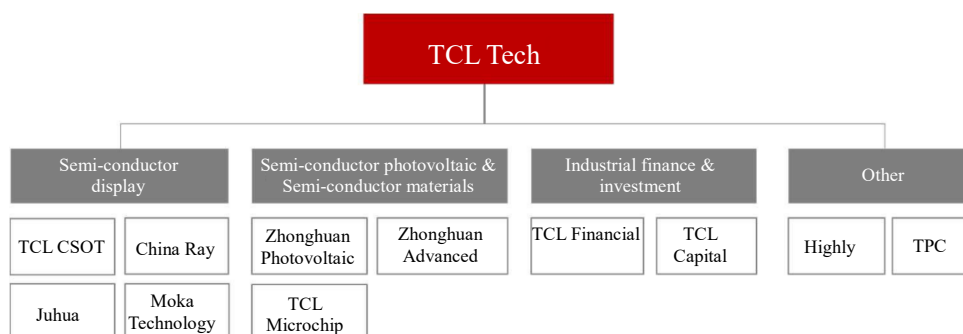 TCL Tech
Semi-conductor
display
Semi-conductor photovoltaic &
Semi-conductor materials
Industrial finance &
investment
Other
TCL CSOT
China Ray
Zhonghuan
Photovoltaic
Zhonghuan
Advanced
TCL Financial
TCL
Capital
Highly
TPC
Juhua
Moka
Technology
TCL
Microchip